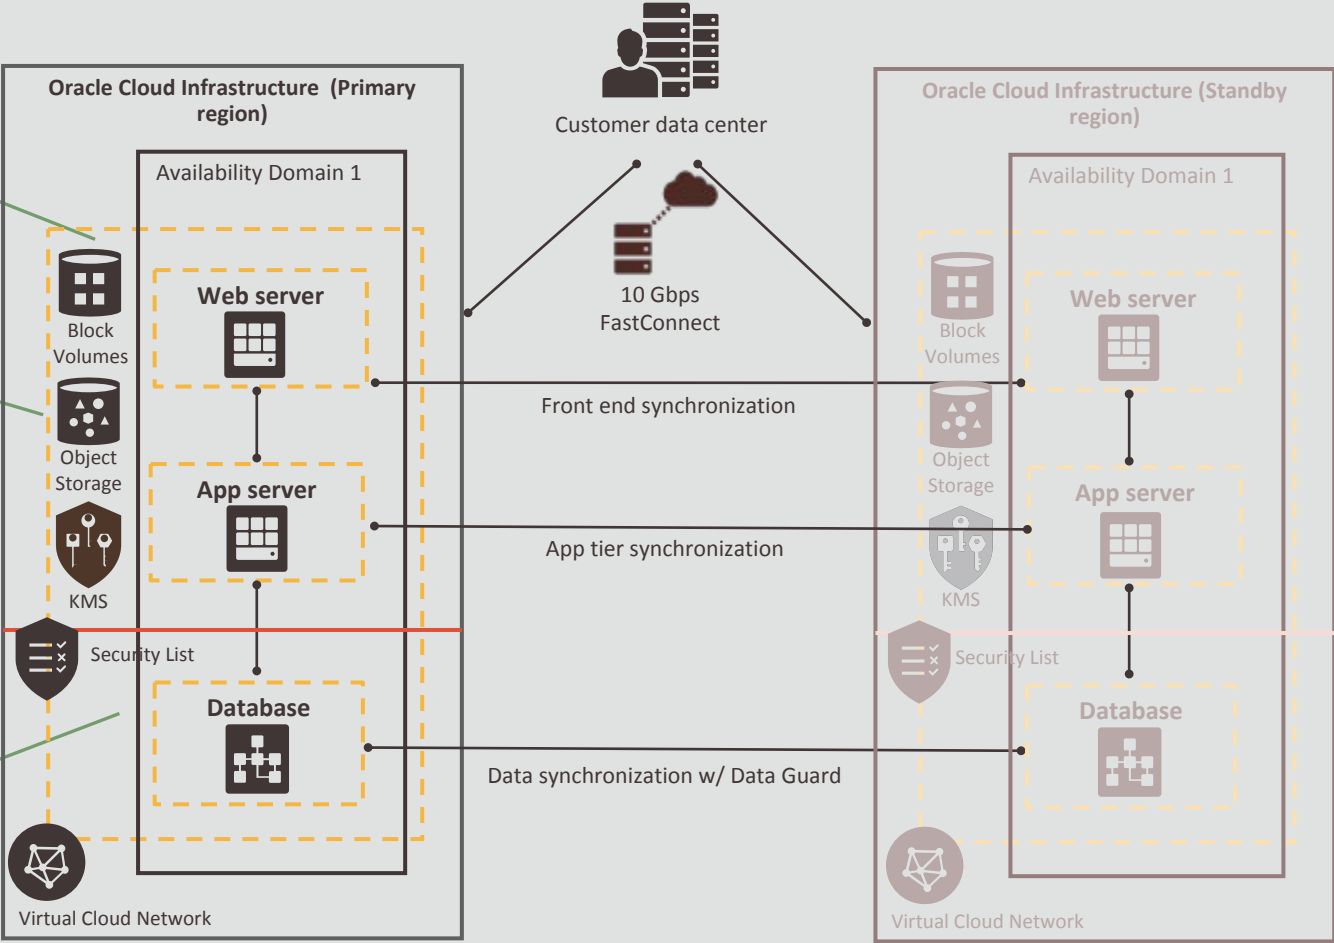 Customer data center
10 Gbps
FastConnect
Oracle Cloud Infrastructure  (Primary
region)
Availability Domain 1
Web server
Block
Volumes
Object
Storage
App server
KMS
Security List
Database
Virtual Cloud Network
Front end synchronization
App tier synchronization
Data synchronization w/ Data Guard
Oracle Cloud Infrastructure (Standby
region)
Availability Domain 1
Web server
Block
Volumes
Object
Storage
App server
KMS
Security List
Database
Virtual Cloud Network